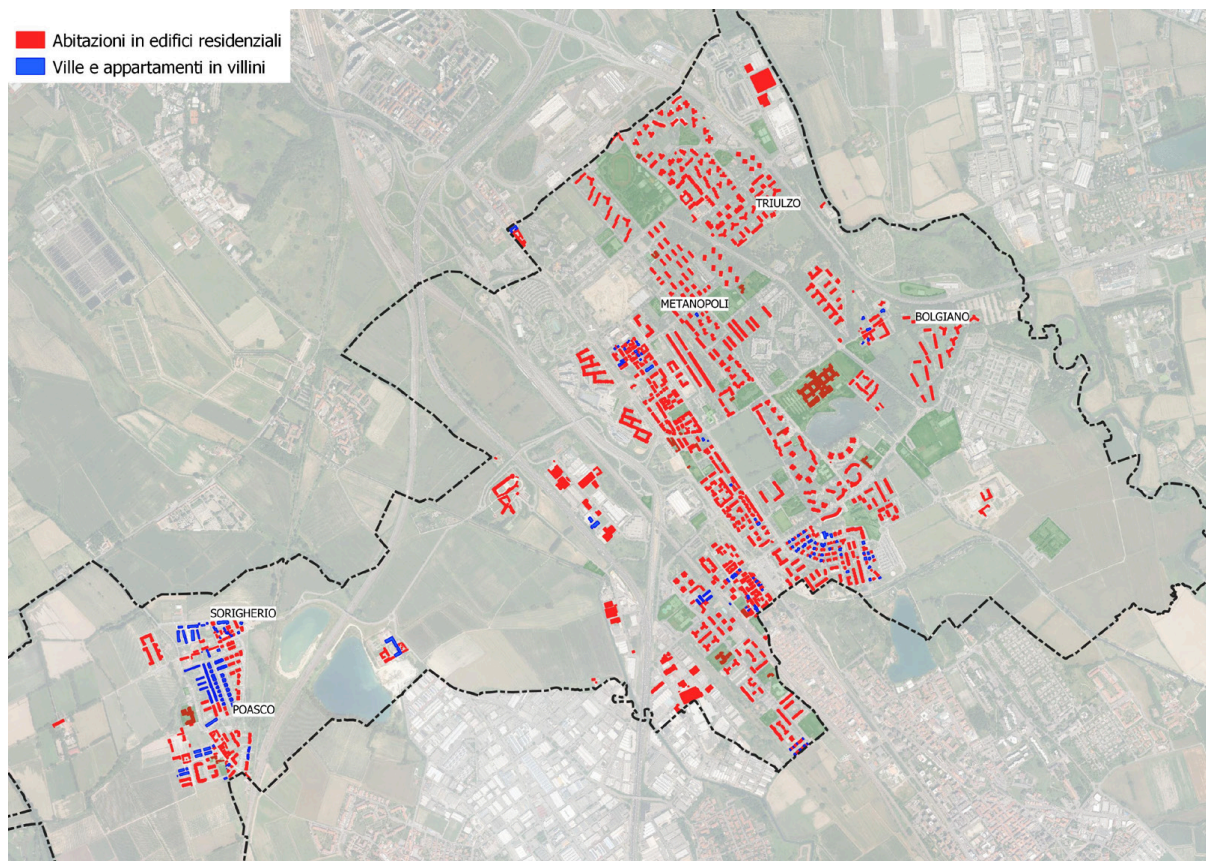 Abitazioni in edifici residenziali
Ville e appartamenti in villini
TRIULZO
METANOPOLI
BOLGIANO
SORIGHERIO
POASCO